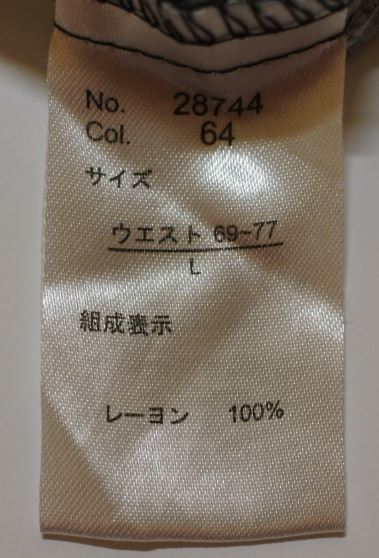 No. 28744
Col. 64
サイズ
ウエスト 69~77
L
組成表示
レーヨン 100%